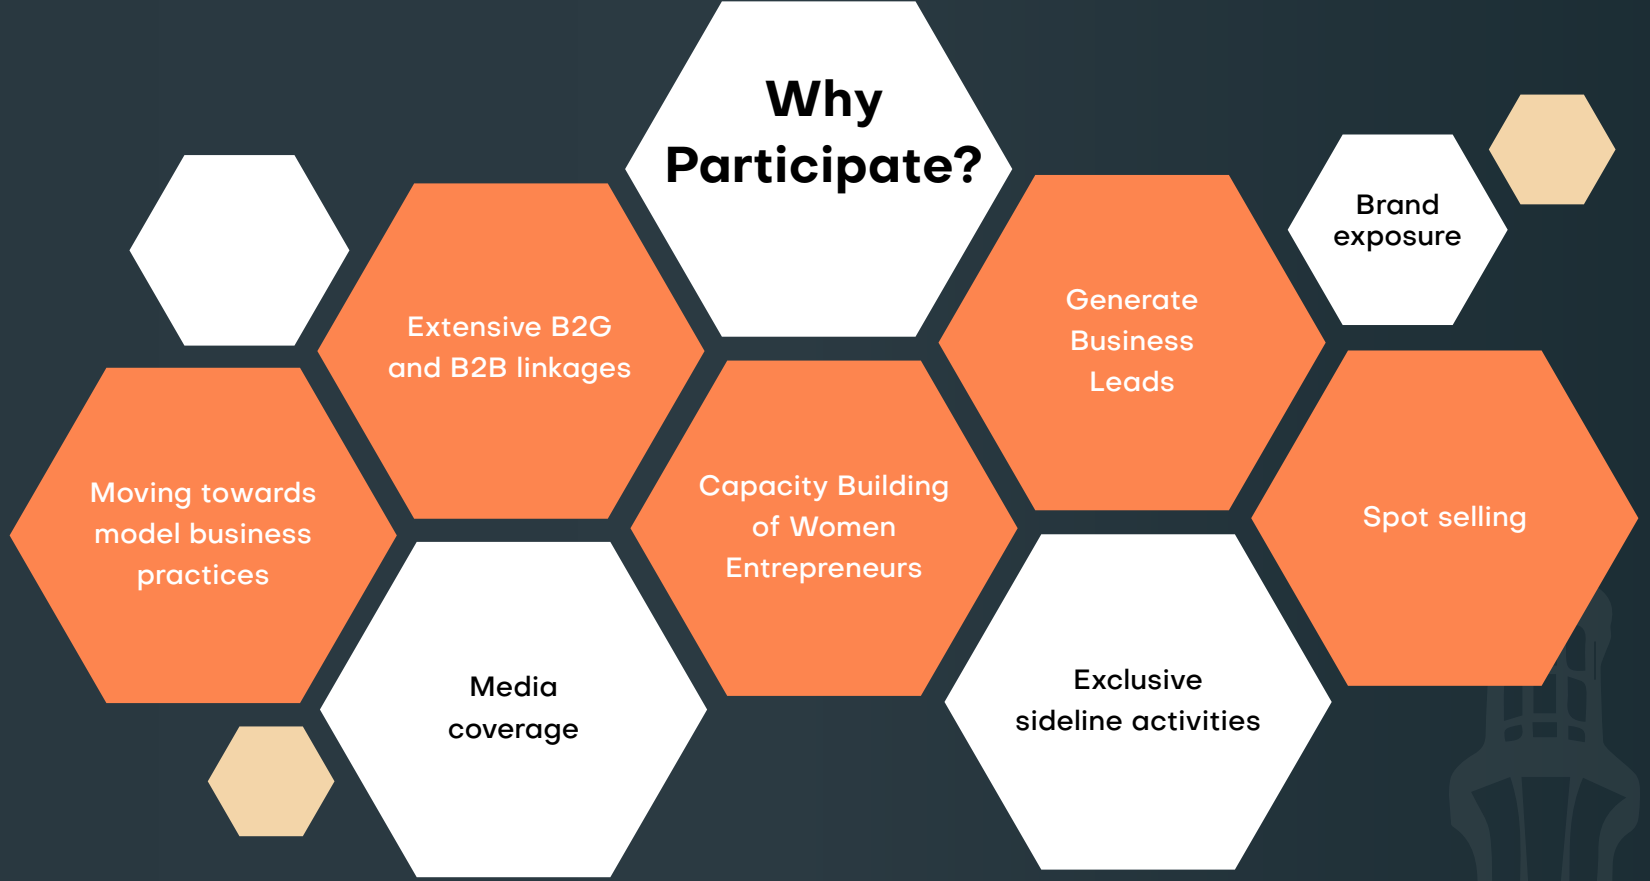 Why
Participate?
Brand
exposure
Extensive B2G
and B2B linkages
Generate
Business
Leads
Moving towards
model business
practices
Capacity Building
of Women
Entrepreneurs
Spot selling
Media
coverage
Exclusive
sideline activities